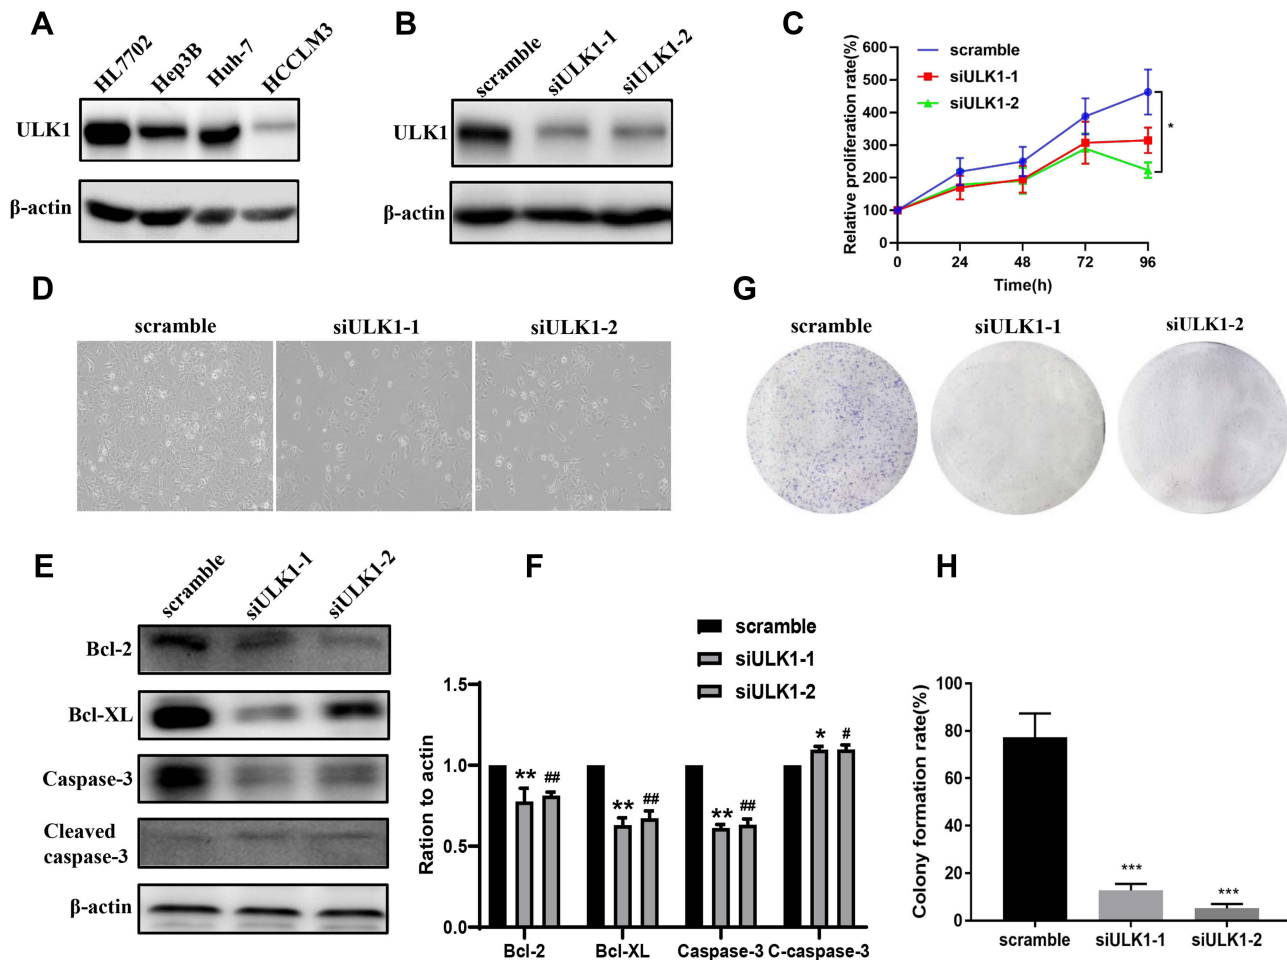 A
HL7702 Hep3B Huh-7 HCCLM3
ULK1
β-actin
B
scramble siULK1-1 siULK1-2
ULK1
β-actin
C
scramble
siULK1-1
siULK1-2
Relative proliferation rate(%)
600
500
400
300
200
100
0
*
0 24 48 72 96
Time(h)
D
scramble siULK1-1 siULK1-2
G
scramble siULK1-1 siULK1-2
E
scramble siULK1-1 siULK1-2
Bcl-2
Bcl-XL
Caspase-3
Cleaved
caspase-3
β-actin
F
scramble
siULK1-1
siULK1-2
Ration to actin
1.5
1.0
0.5
0.0
** ## ** ## ** ## * #
Bcl-2 Bcl-XL Caspase-3 C-caspase-3
H
Colony formation rate(%)
100
80
60
40
20
0
*** ***
scramble siULK1-1 siULK1-2